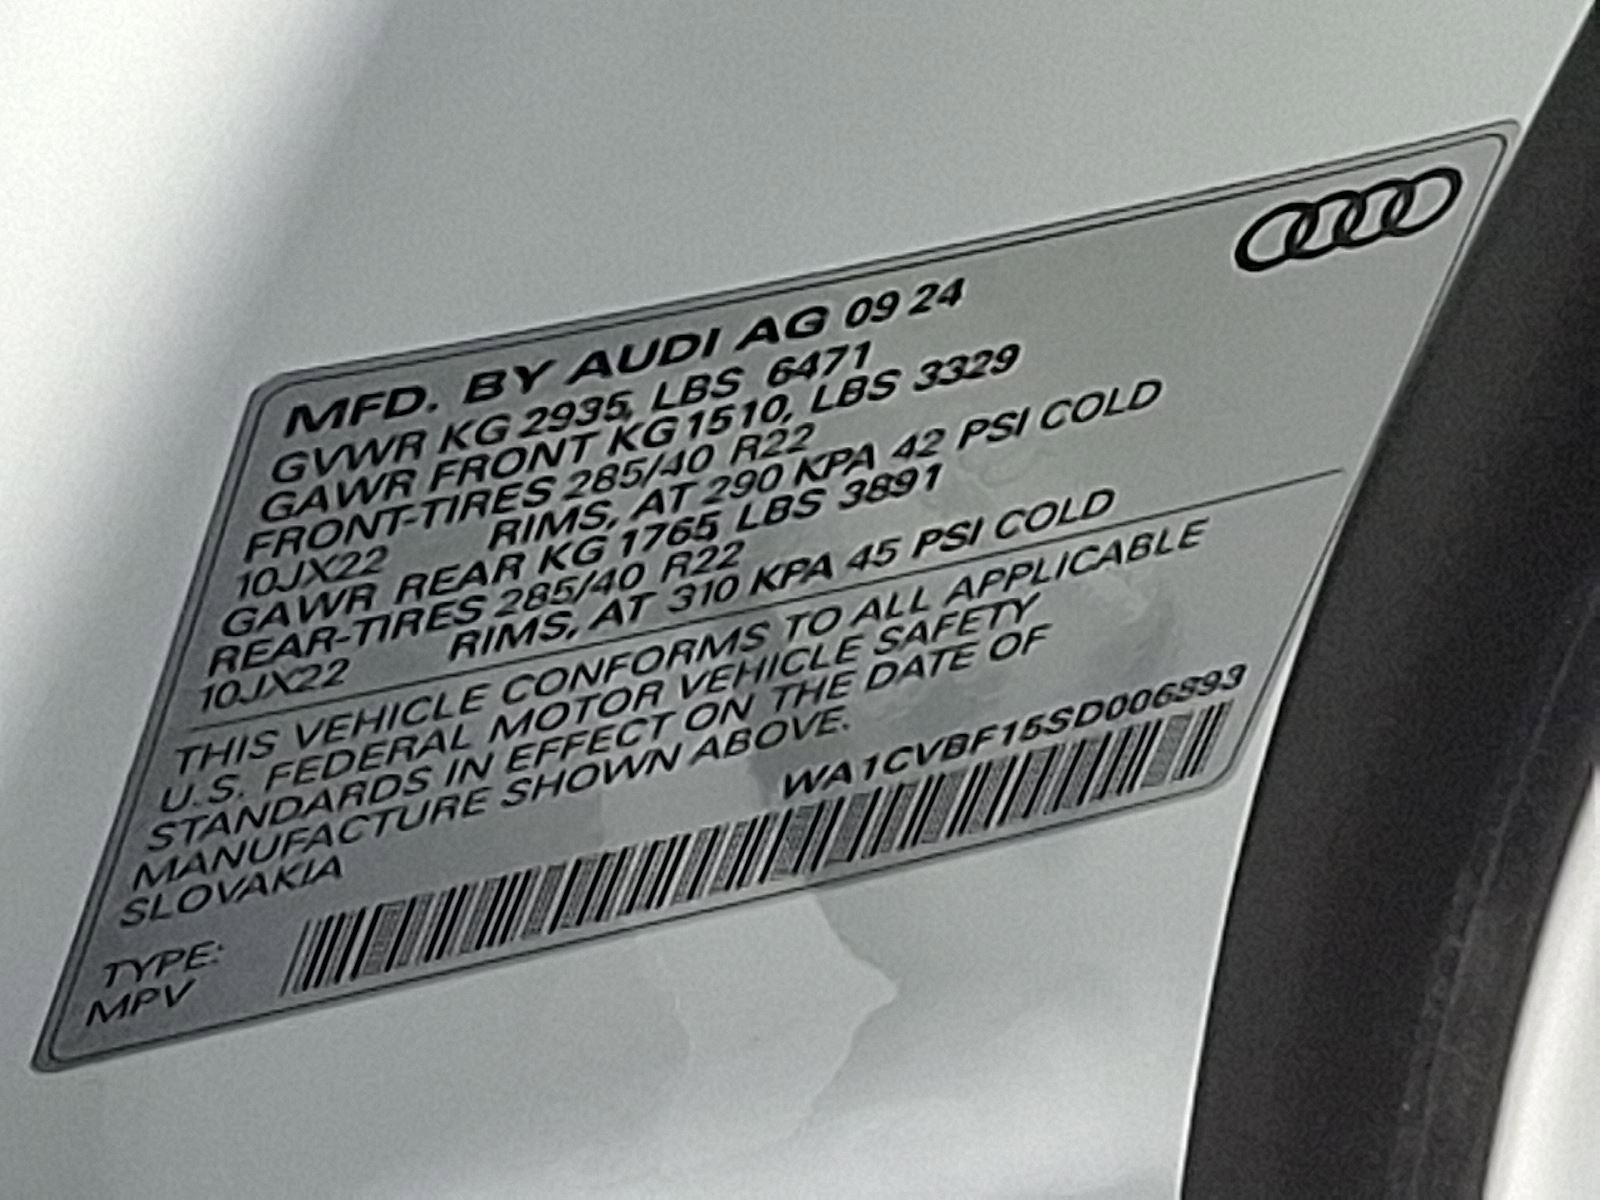 MFD. BY AUDI AG 09 24
GVWR KG 2935, LBS 6471
GAWR FRONT KG 1510, LBS 3329
FRONT-TIRES 285/40 R22
10JX22 RIMS, AT 290 KPA 42 PSI COLD
GAWR REAR KG 1765 LBS 3891
REAR-TIRES 285/40 R22
10JX22 RIMS, AT 310 KPA 45 PSI COLD
THIS VEHICLE CONFORMS TO ALL APPLICABLE
U.S. FEDERAL MOTOR VEHICLE SAFETY
STANDARDS IN EFFECT ON THE DATE OF
MANUFACTURE SHOWN ABOVE.
SLOVAKIA
WA1CVBF15SD006893
TYPE:
MPV